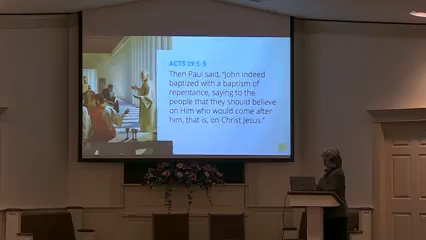 ACTS 19:1-5
Then Paul said, "John indeed
baptized with a baptism of
repentance, saying to the
people that they should believe
on Him who would come after
him, that is, on Christ Jesus."